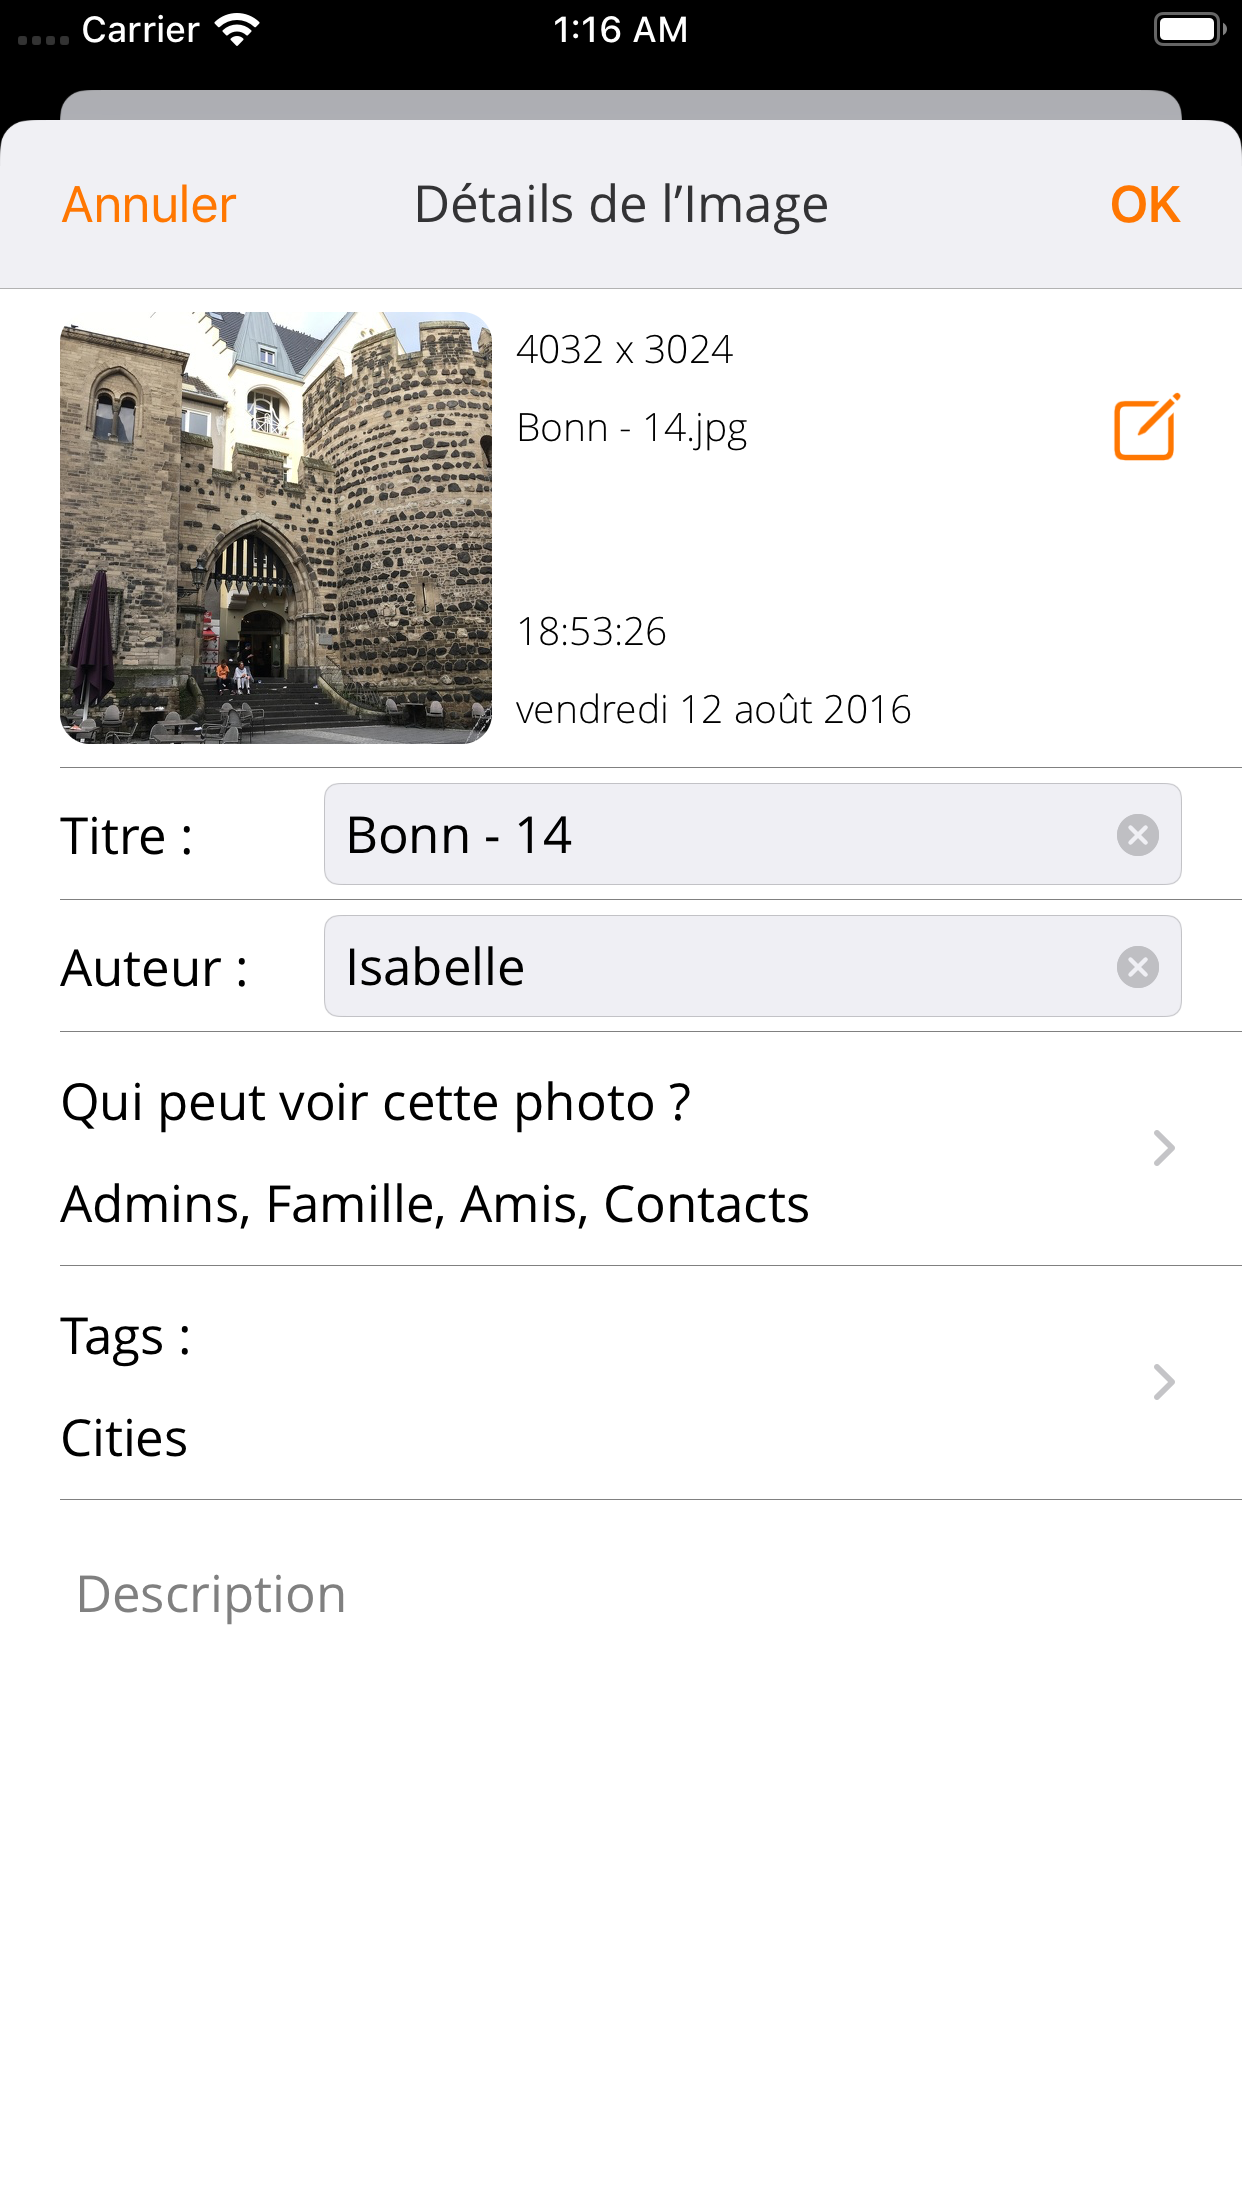 Carrier 1:16 AM
Annuler Détails de l’Image OK
4032 x 3024
Bonn - 14.jpg
18:53:26
vendredi 12 août 2016
Titre : Bonn - 14
Auteur : Isabelle
Qui peut voir cette photo ?
Admins, Famille, Amis, Contacts
Tags :
Cities
Description